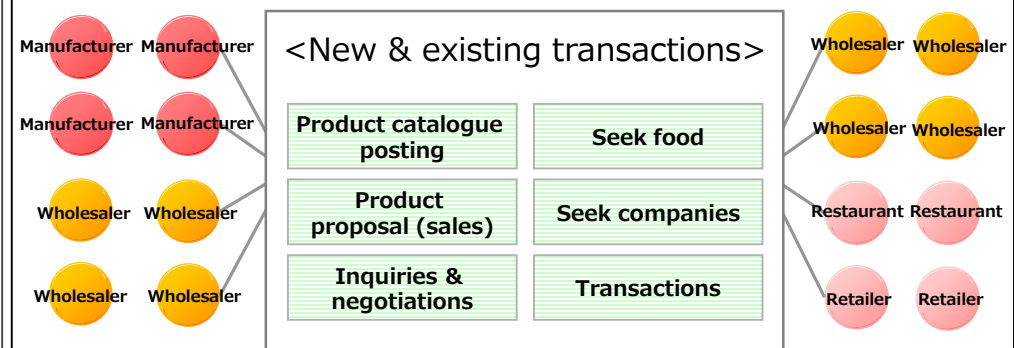 Manufacturer Manufacturer
Manufacturer Manufacturer
Wholesaler Wholesaler
Wholesaler Wholesaler
<New & existing transactions>
Product catalogue
posting
Seek food
Product
proposal (sales)
Seek companies
Inquiries &
negotiations
Transactions
Wholesaler Wholesaler
Wholesaler Wholesaler
Restaurant Restaurant
Retailer Retailer